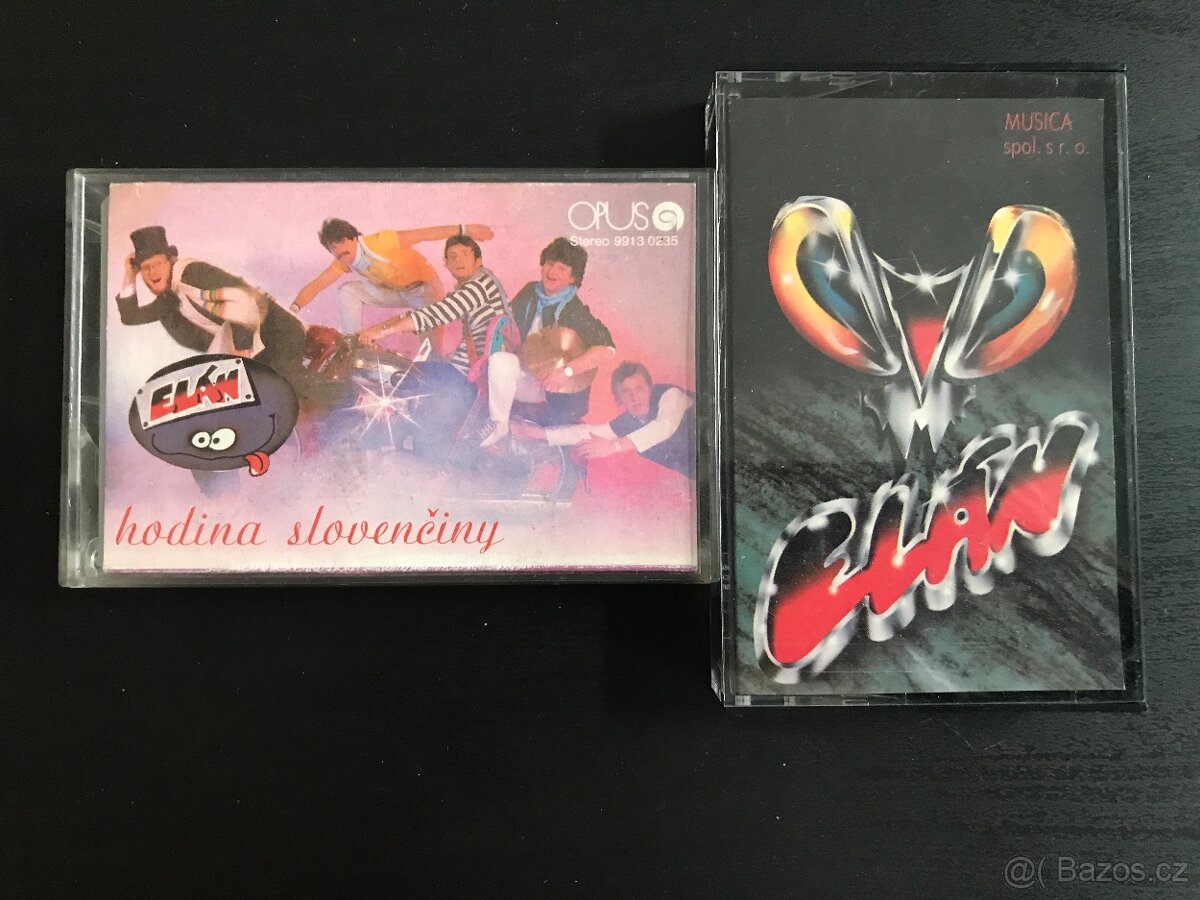 OPUS
Stereo 9913 0235
ELÁN
hodina slovenčiny
MUSICA
spol. s r. o.
ELÁN
@( Bazos.cz